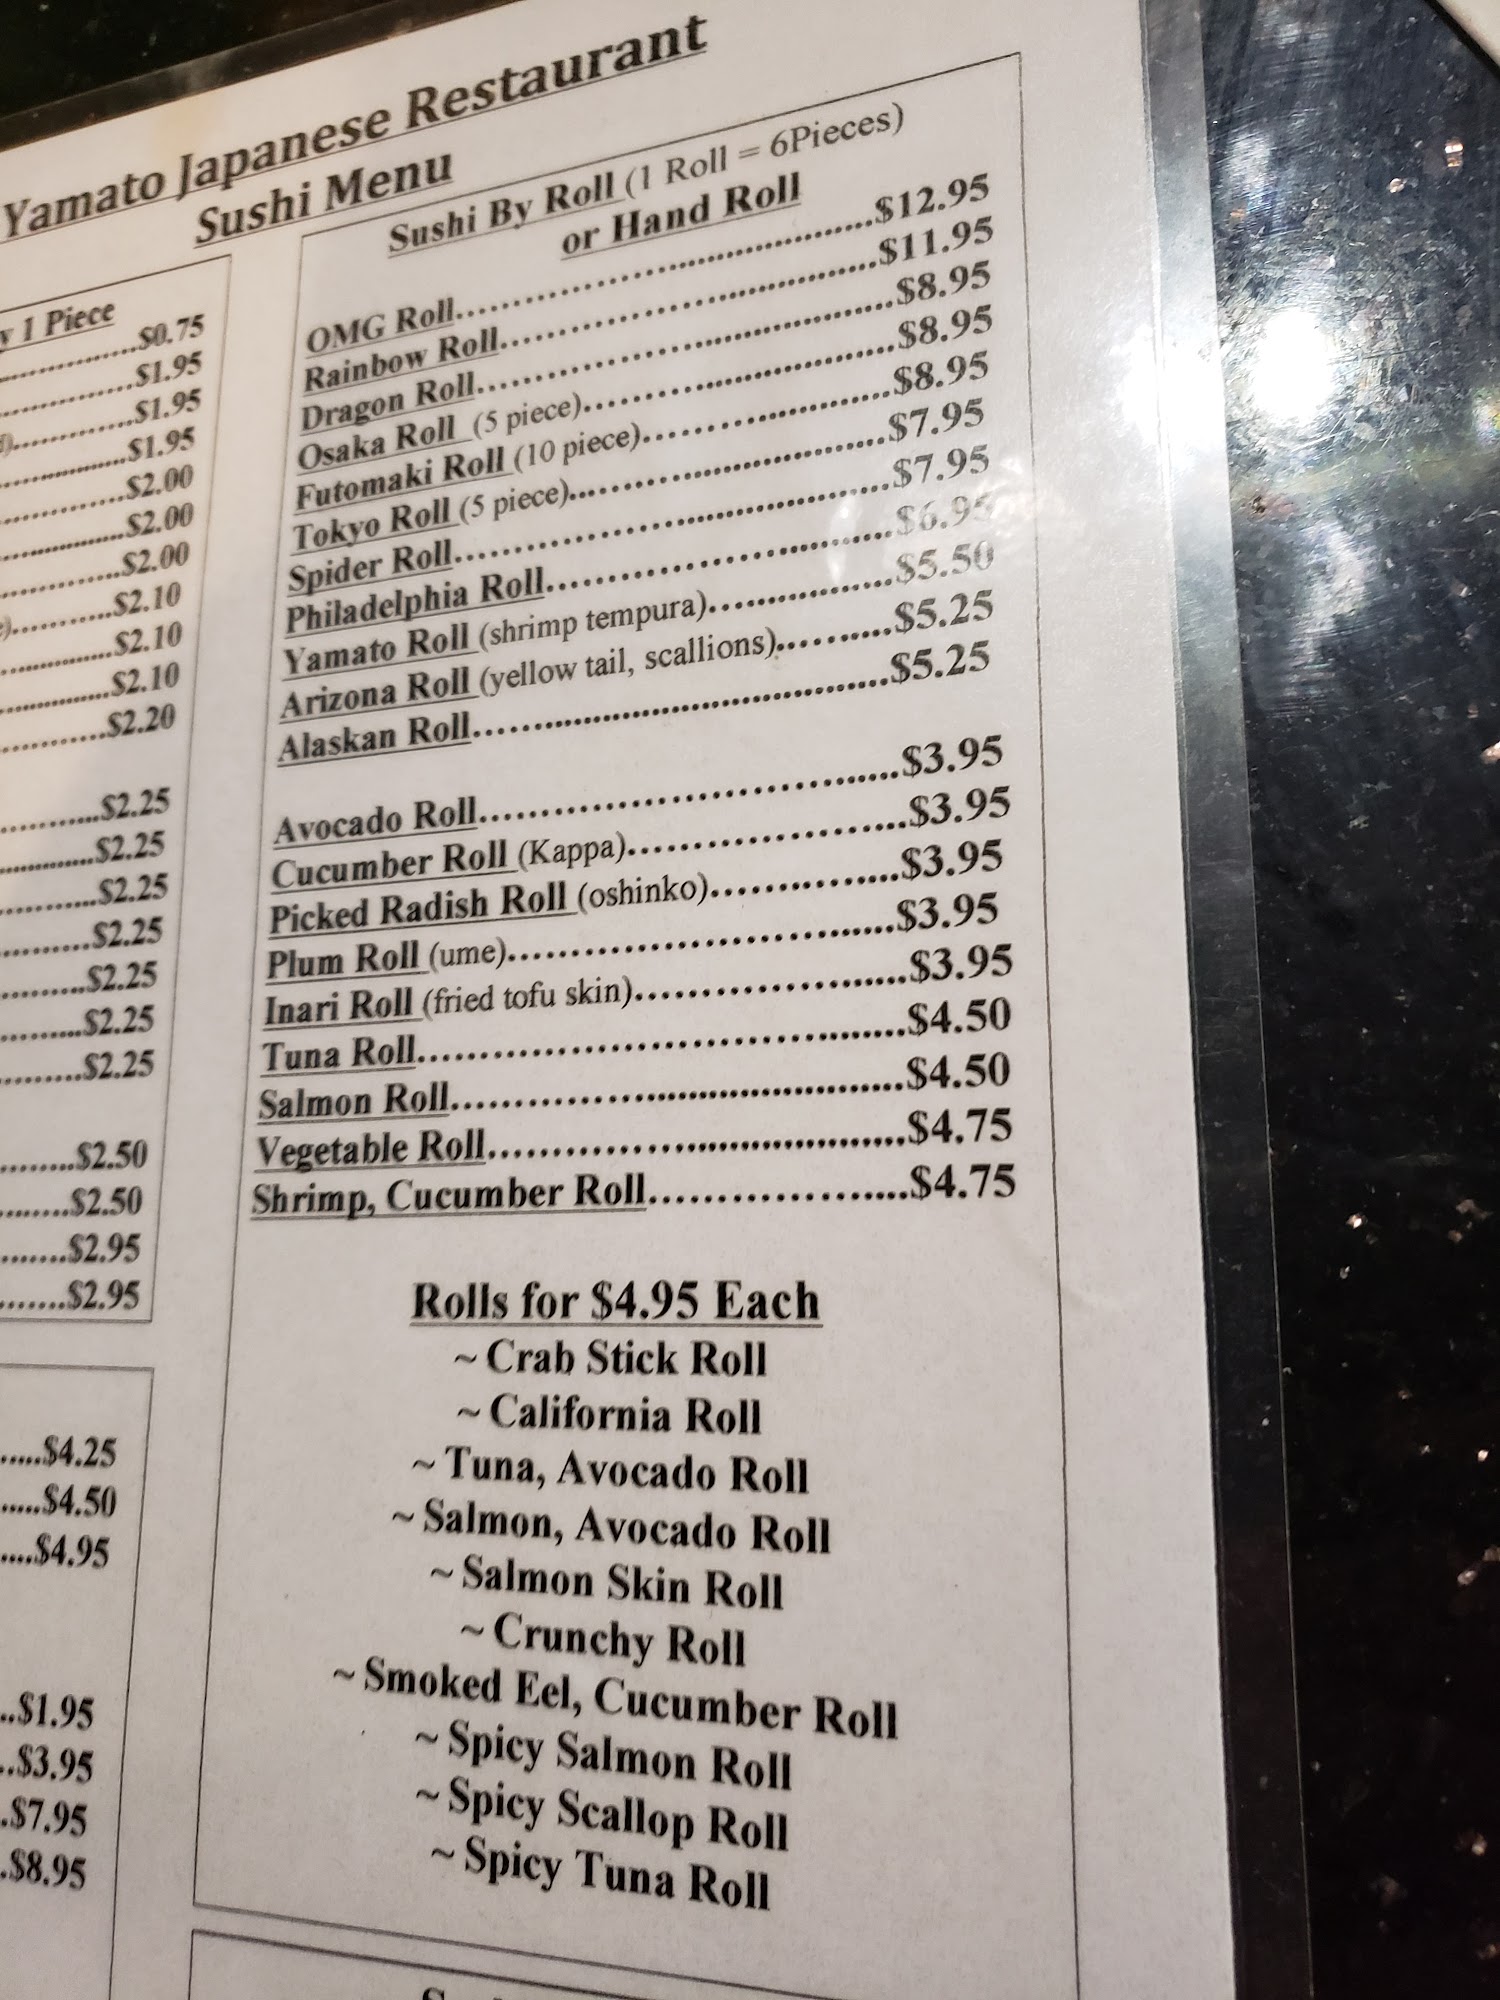 Yamato Japanese Restaurant
Sushi Menu
1 Piece
..............$0.75
..............$1.95
..............$1.95
..............$1.95
..............$2.00
..............$2.00
..............$2.00
..............$2.10
..............$2.10
..............$2.10
..............$2.20
..............$2.25
..............$2.25
..............$2.25
..............$2.25
..............$2.25
..............$2.25
..............$2.25
.........$2.50
.........$2.50
........$2.95
.......$2.95
.....$4.25
.....$4.50
....$4.95
..$1.95
..$3.95
.$7.95
.$8.95
Sushi By Roll (1 Roll = 6Pieces)
or Hand Roll
OMG Roll..............................$12.95
Rainbow Roll..............................$11.95
Dragon Roll..............................$8.95
Osaka Roll (5 piece)..............................$8.95
Futomaki Roll (10 piece)....................$8.95
Tokyo Roll (5 piece)..............................$7.95
Spider Roll..............................$7.95
Philadelphia Roll..............................$6.95
Yamato Roll (shrimp tempura)....................$5.50
Arizona Roll (yellow tail, scallions)..........$5.25
Alaskan Roll..............................$5.25
Avocado Roll..............................$3.95
Cucumber Roll (Kappa)....................$3.95
Picked Radish Roll (oshinko)...............$3.95
Plum Roll (ume)..............................$3.95
Inari Roll (fried tofu skin)....................$3.95
Tuna Roll..............................$4.50
Salmon Roll..............................$4.50
Vegetable Roll..............................$4.75
Shrimp, Cucumber Roll....................$4.75
Rolls for $4.95 Each
~ Crab Stick Roll
~ California Roll
~ Tuna, Avocado Roll
~ Salmon, Avocado Roll
~ Salmon Skin Roll
~ Crunchy Roll
~ Smoked Eel, Cucumber Roll
~ Spicy Salmon Roll
~ Spicy Scallop Roll
~ Spicy Tuna Roll